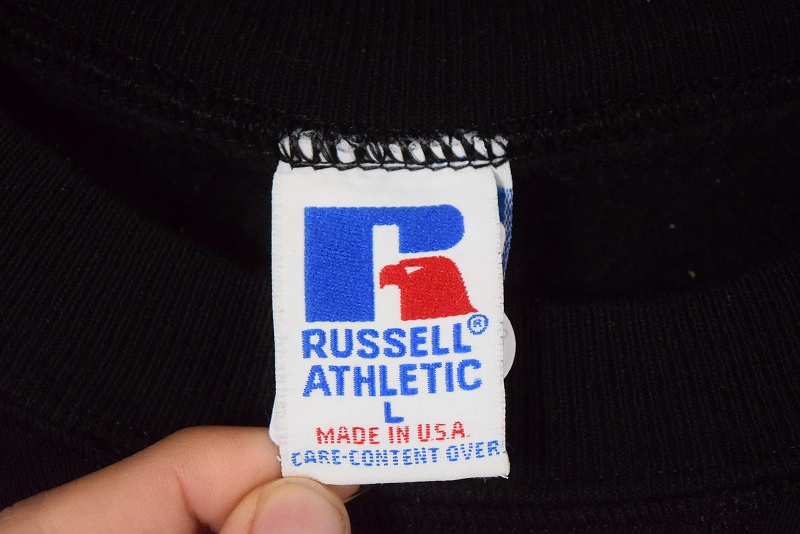 RUSSELL®
ATHLETIC
L
MADE IN U.S.A.
CARE-CONTENT OVER